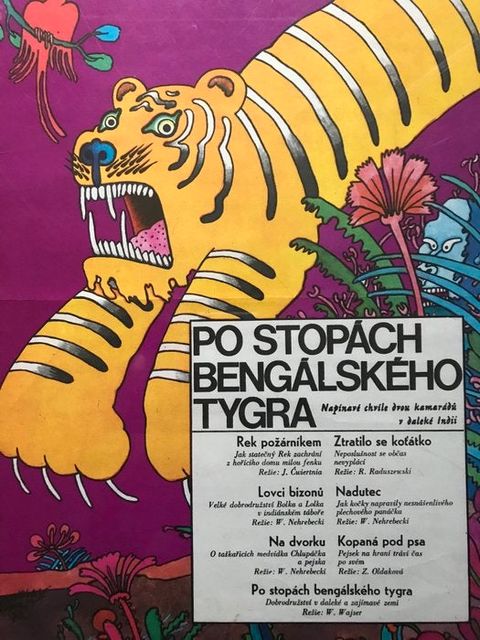 PO STOPÁCH
BENGÁLSKÉHO
TYGRA
Napínavé chvíle dvou kamarádů
v daleké Indii
Rek požárníkem
Jak statečný Rek zachrání
z hořícího domu milou fenku
Režie: J. Ćwiertnia
Ztratilo se koťátko
Neposlušnost se občas
nevyplácí
Režie: R. Raduszewski
Lovci bizonů
Velké dobrodružství Bolka a Lolka
v indiánském táboře
Režie: W. Nehrebecki
Nadutec
Jak kočky napravily nesnášenlivého
plechového panáčka
Režie: W. Nehrebecki
Na dvorku
O taškařicích medvídka Chlupáčka
a pejska
Režie: W. Nehrebecki
Kopaná pod psa
Pejsek na hraní tráví čas
po svém
Režie: Z. Oldaková
Po stopách bengálského tygra
Dobrodružství v daleké a zajímavé zemi
Režie: W. Wajser